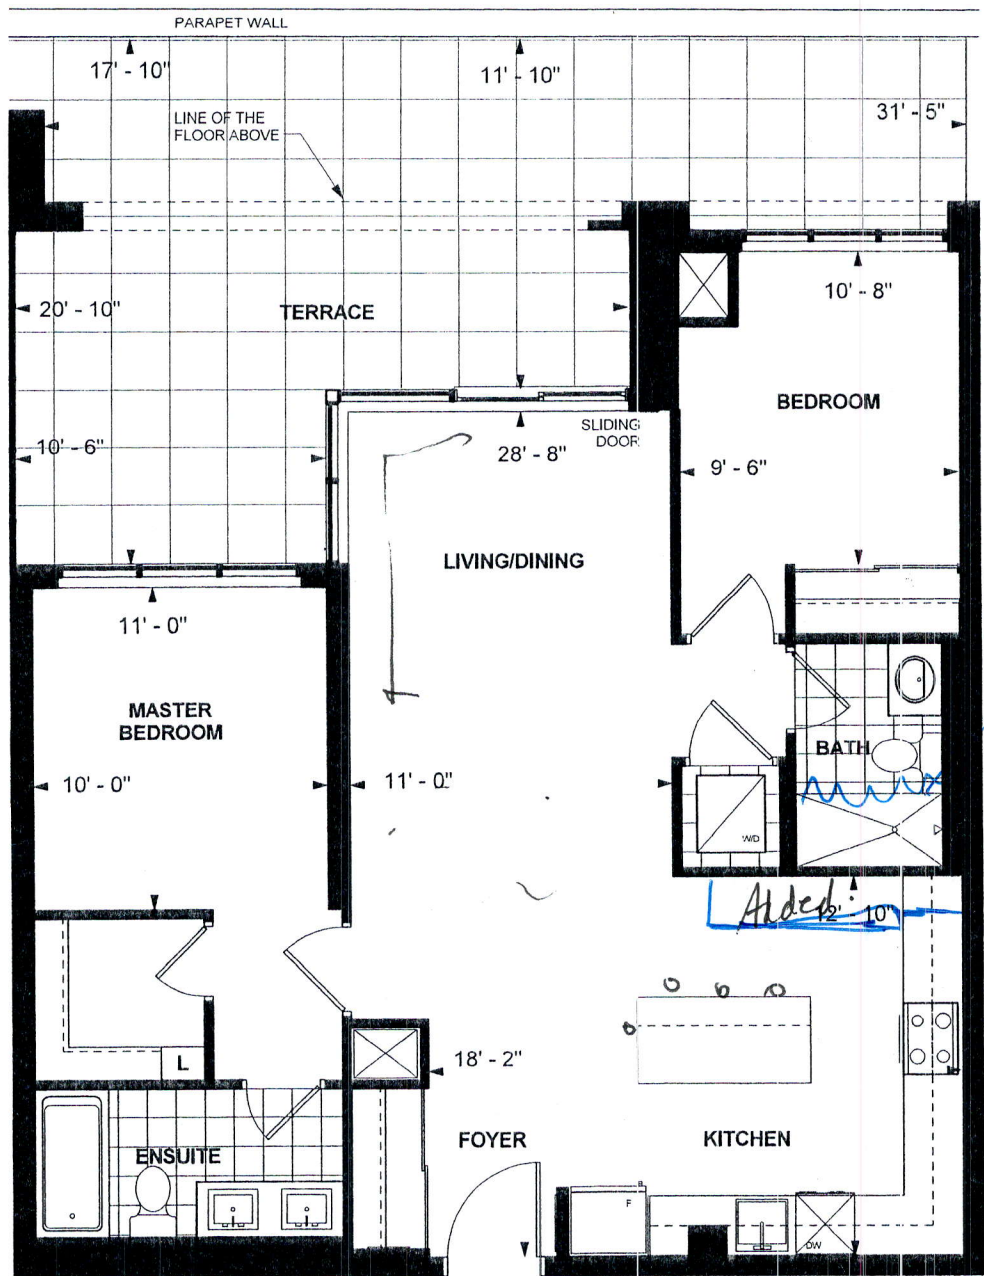 PARAPET WALL
17' - 10"
11' - 10"
31' - 5"
LINE OF THE
FLOOR ABOVE
20' - 10"
TERRACE
10' - 8"
BEDROOM
SLIDING
DOOR
10' - 6"
28' - 8"
9' - 6"
LIVING/DINING
11' - 0"
MASTER
BEDROOM
BATH
10' - 0"
11' - 0"
W/D
Added
2' - 10"
18' - 2"
L
FOYER
KITCHEN
ENSUITE
F
DW